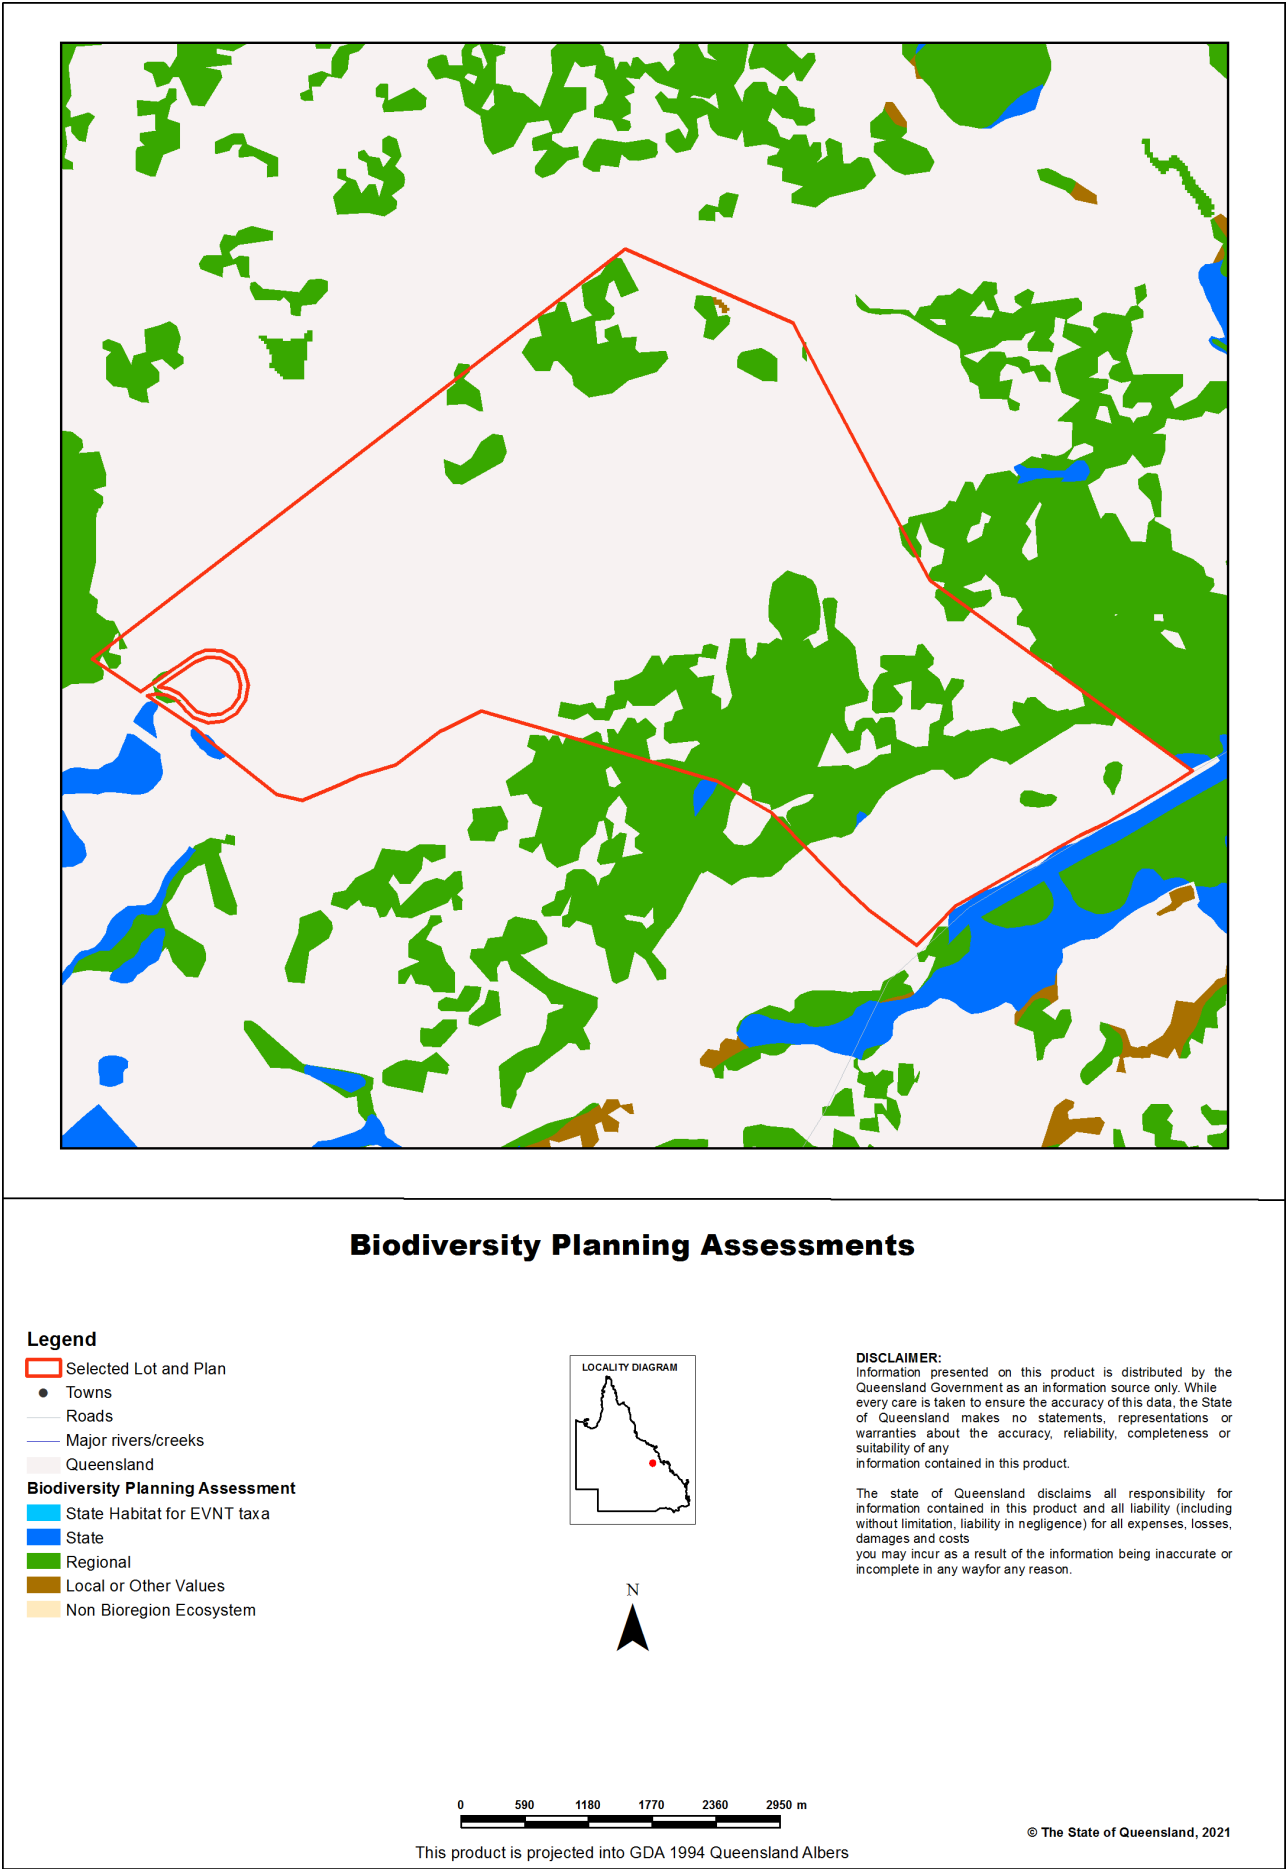 Biodiversity Planning Assessments
Legend
Selected Lot and Plan
Towns
Roads
Major rivers/creeks
Queensland
Biodiversity Planning Assessment
State Habitat for EVNT taxa
State
Regional
Local or Other Values
Non Bioregion Ecosystem
LOCALITY DIAGRAM
N
DISCLAIMER:
Information presented on this product is distributed by the
Queensland Government as an information source only. While
every care is taken to ensure the accuracy of this data, the State
of Queensland makes no statements, representations or
warranties about the accuracy, reliability, completeness or
suitability of any
information contained in this product.
The state of Queensland disclaims all responsibility for
information contained in this product and all liability (including
without limitation, liability in negligence) for all expenses, losses,
damages and costs
you may incur as a result of the information being inaccurate or
incomplete in any wayfor any reason.
0 590 1180 1770 2360 2950 m
This product is projected into GDA 1994 Queensland Albers
© The State of Queensland, 2021